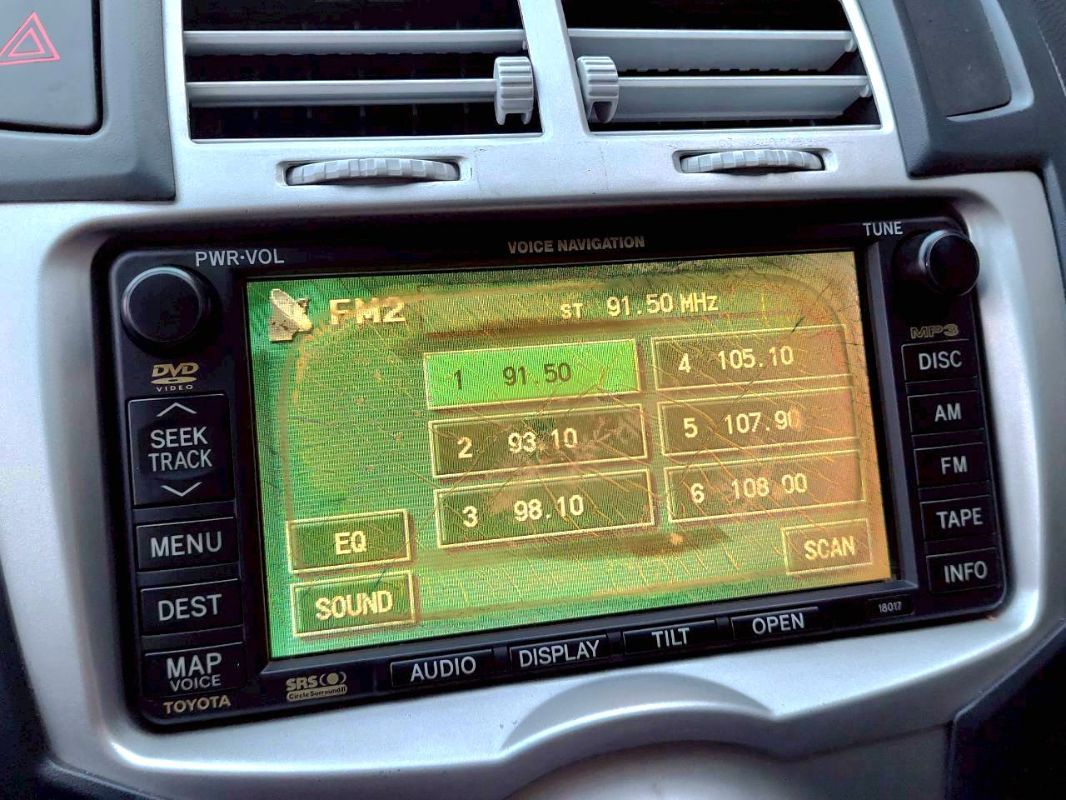 PWR·VOL
VOICE NAVIGATION
TUNE
FM2
ST 91.50 MHz
1 91.50
2 93.10
3 98.10
4 105.10
5 107.90
6 108.00
EQ
SOUND
SCAN
DVD
VIDEO
SEEK
TRACK
MENU
DEST
MAP
VOICE
TOYOTA
SRS
Circle Surround II
AUDIO
DISPLAY
TILT
OPEN
18017
MP3
DISC
AM
FM
TAPE
INFO